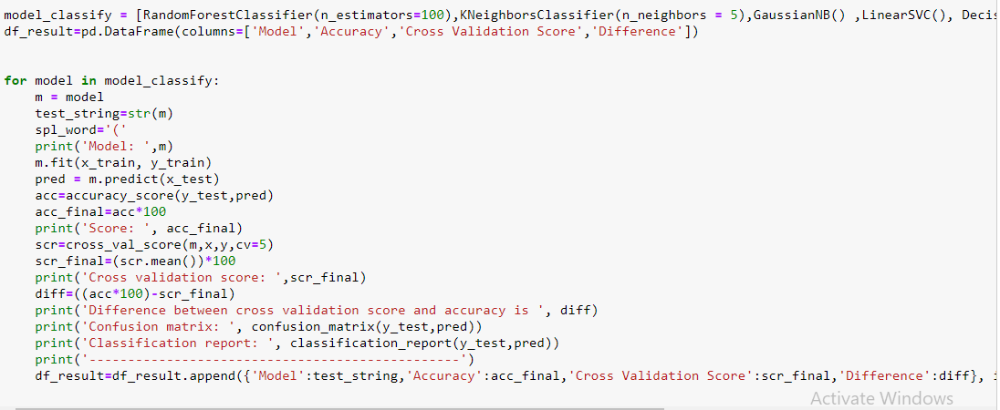 model_classify = [RandomForestClassifier(n_estimators=100),KNeighborsClassifier(n_neighbors = 5),GaussianNB() ,LinearSVC(),
df_result=pd.DataFrame(columns=['Model','Accuracy','Cross Validation Score','Difference'])
for model in model_classify:
    m = model
    test_string=str(m)
    spl_word='('
    print('Model: ',m)
    m.fit(x_train, y_train)
    pred = m.predict(x_test)
    acc=accuracy_score(y_test,pred)
    acc_final=acc*100
    print('Score: ', acc_final)
    scr=cross_val_score(m,x,y,cv=5)
    scr_final=(scr.mean())*100
    print('Cross validation score: ',scr_final)
    diff=((acc*100)-scr_final)
    print('Difference between cross validation score and accuracy is ', diff)
    print('Confusion matrix: ', confusion_matrix(y_test,pred))
    print('Classification report: ', classification_report(y_test,pred))
    print('------------------------------------------------')
    df_result=df_result.append({'Model':test_string,'Accuracy':acc_final,'Cross Validation Score':scr_final,'Difference':diff},
Activate Windows